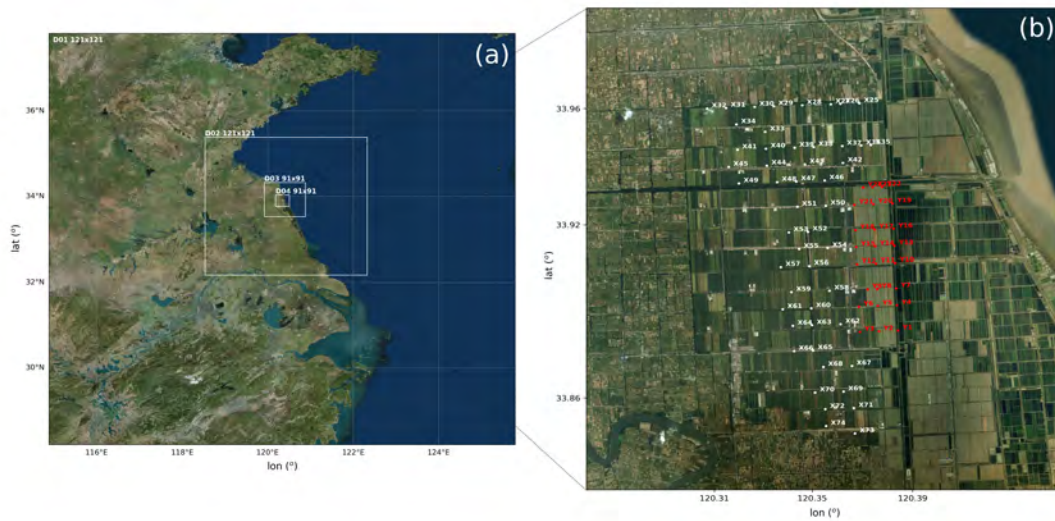 D01 121x121
(a)
D02 121x121
D03 91x91
D04 91x91
36°N
34°N
32°N
30°N
lat (°)
116°E 118°E 120°E 122°E 124°E
lon (°)
(b)
33.96
33.92
33.86
lat (°)
X32 X31 X30 X29 X28 X27 X26 X25
X34 X33
X41 X40 X39 X38 X37 X35
X45 X44 X43 X42
X49 X48 X47 X46
X51 X50
X53 X52
X55 X54
X57 X56
X59 X58
X61 X60
X64 X63 X62
X66 X65
X68 X67
X70 X69
X72 X71
X74
X73
120.31 120.35 120.39
lon (°)